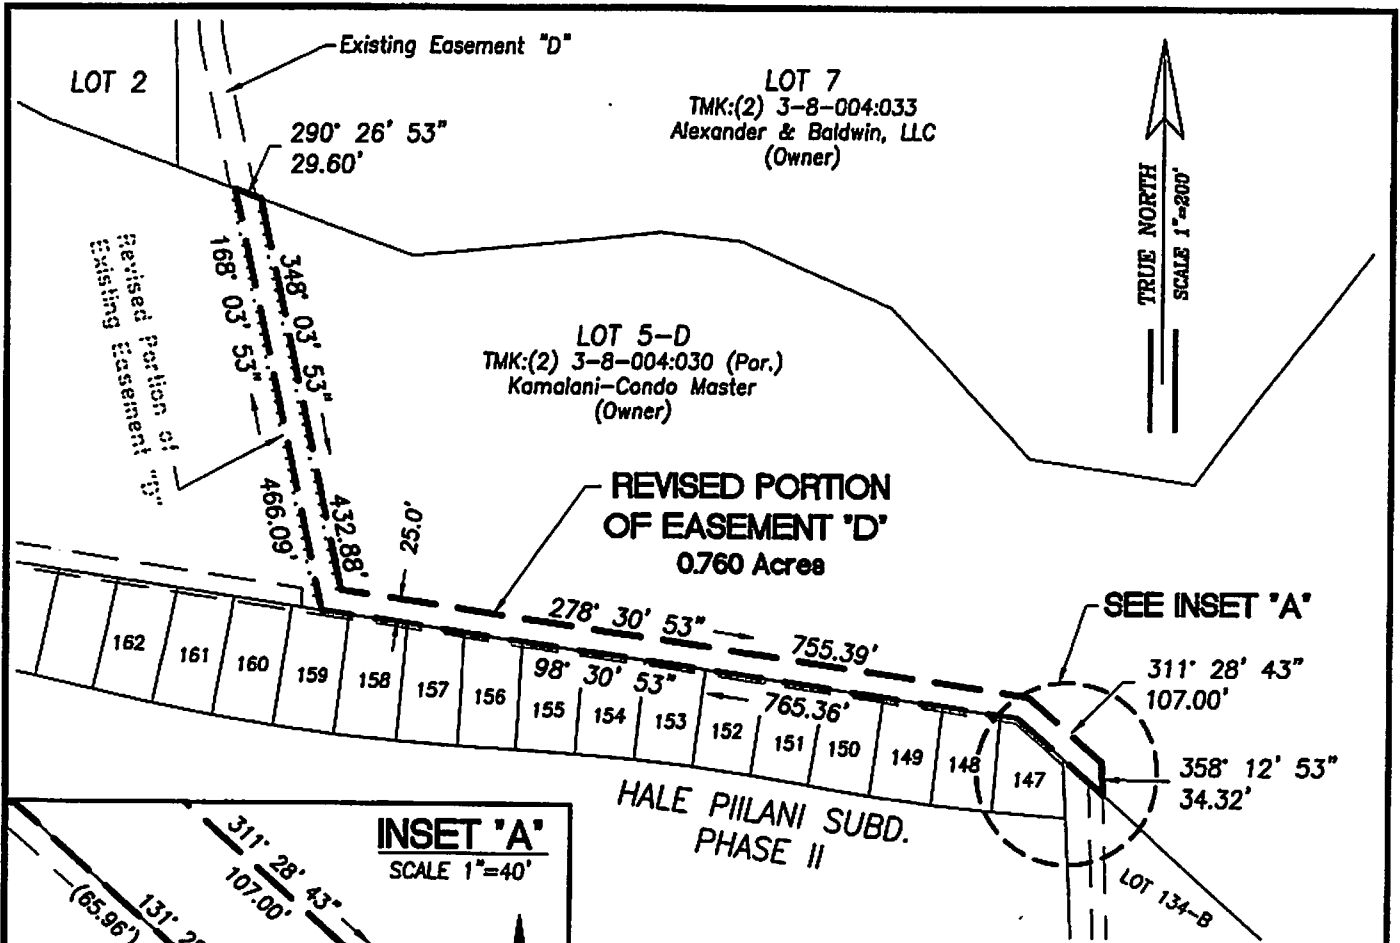 Existing Easement "D"
LOT 2
LOT 7
TMK:(2) 3-8-004:033
Alexander & Baldwin, LLC
(Owner)
290° 26' 53"
29.60'
TRUE NORTH
SCALE 1"=200'
Revised Portion of
Existing Easement "D"
168° 03' 53"
466.09'
348° 03' 53"
432.88'
LOT 5-D
TMK:(2) 3-8-004:030 (Por.)
Kamalani-Condo Master
(Owner)
25.0'
REVISED PORTION
OF EASEMENT "D"
0.760 Acres
278° 30' 53"
755.39'
98° 30' 53"
765.36'
SEE INSET "A"
311° 28' 43"
107.00'
358° 12' 53"
34.32'
162
161
160
159
158
157
156
155
154
153
152
151
150
149
148
147
HALE PIILANI SUBD.
PHASE II
LOT 134-B
INSET "A"
SCALE 1"=40'
311° 28' 43"
107.00'
(65.96')